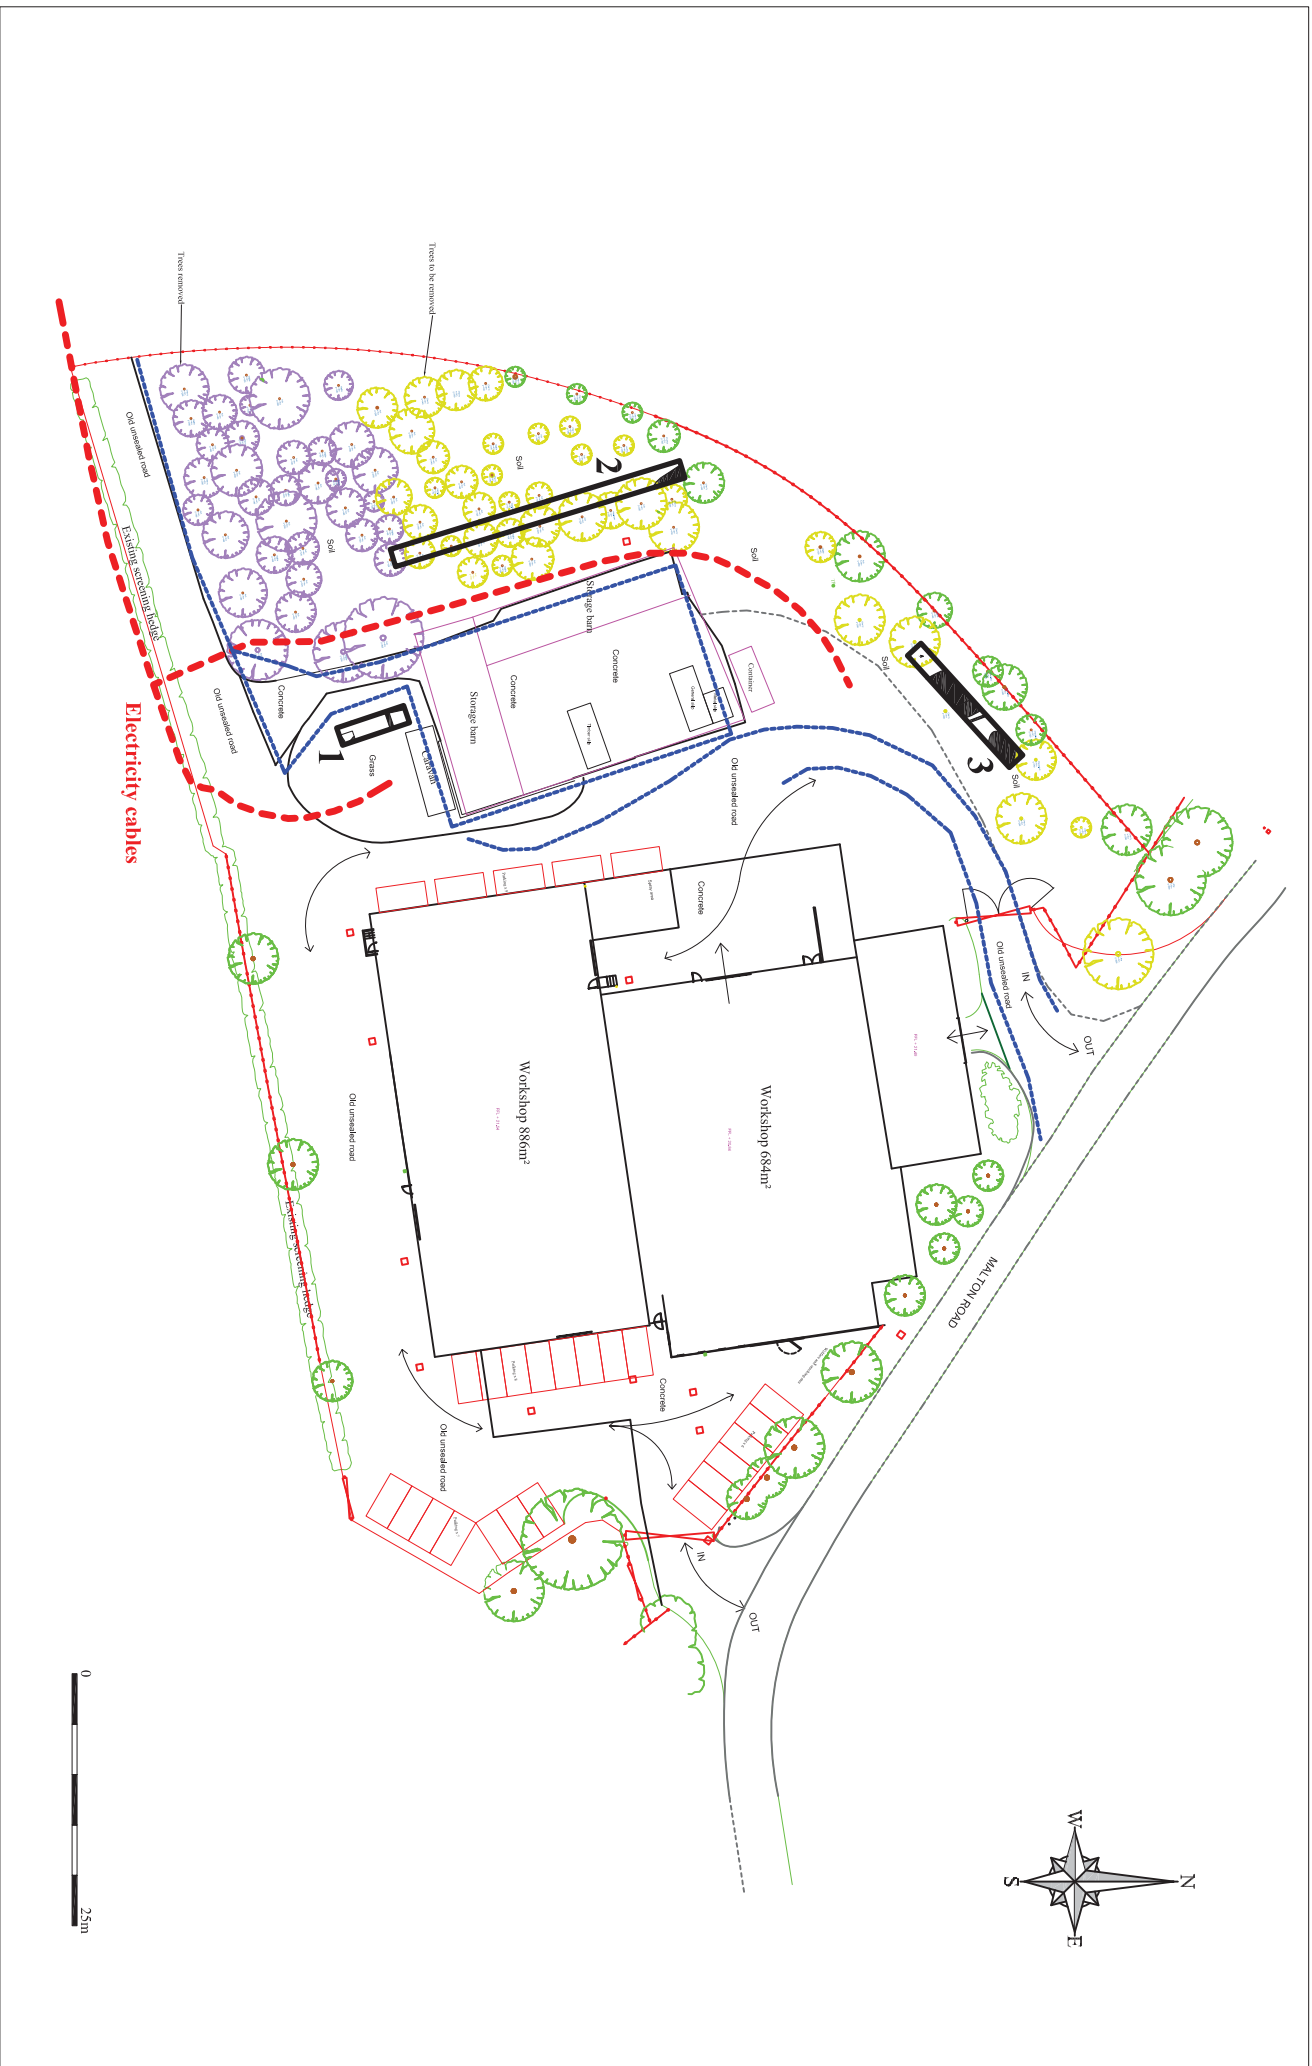 Trees removed
Trees to be removed
Old unsealed road
Existing screening hedge
Soil
Soil
2
Soil
Storage barn
Concrete
Container
Soil
3
Soil
Electricity cables
Old unsealed road
Concrete
1
Grass
Caravan
Storage barn
Concrete
Old unsealed road
Concrete
Old unsealed road
IN
OUT
Workshop 886m²
Workshop 684m²
Old unsealed road
Existing screening hedge
MALTON ROAD
Concrete
Old unsealed road
IN
OUT
0
25m
N
W
E
S